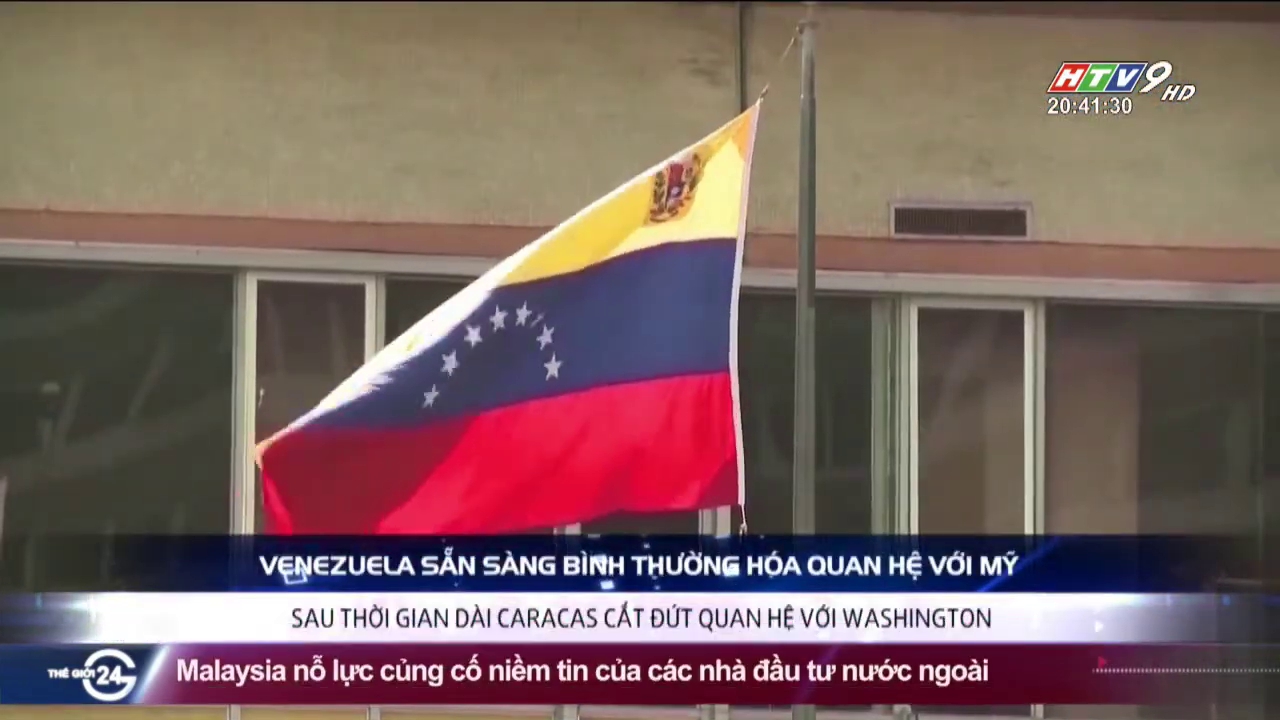 HTV9 HD
20:41:30
VENEZUELA SẴN SÀNG BÌNH THƯỜNG HÓA QUAN HỆ VỚI MỸ
SAU THỜI GIAN DÀI CARACAS CẮT ĐỨT QUAN HỆ VỚI WASHINGTON
THẾ GIỚI 24G
Malaysia nỗ lực củng cố niềm tin của các nhà đầu tư nước ngoài